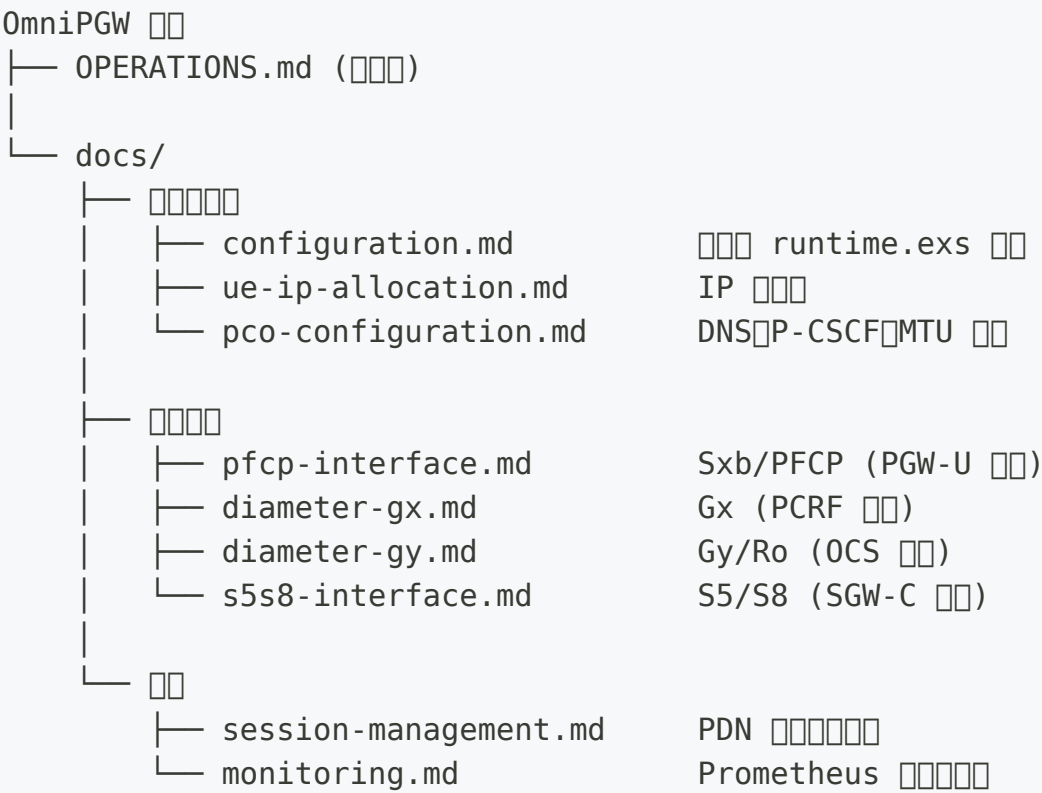 OmniPGW
├── OPERATIONS.md
│
└── docs/
├──
│ ├── configuration.md runtime.exs
│ ├── ue-ip-allocation.md IP
│ └── pco-configuration.md DNS P-CSCF MTU
│
├──
│ ├── pfcp-interface.md Sxb/PFCP (PGW-U )
│ ├── diameter-gx.md Gx (PCRF )
│ ├── diameter-gy.md Gy/Ro (OCS )
│ └── s5s8-interface.md S5/S8 (SGW-C )
│
└──
├── session-management.md PDN
└── monitoring.md Prometheus